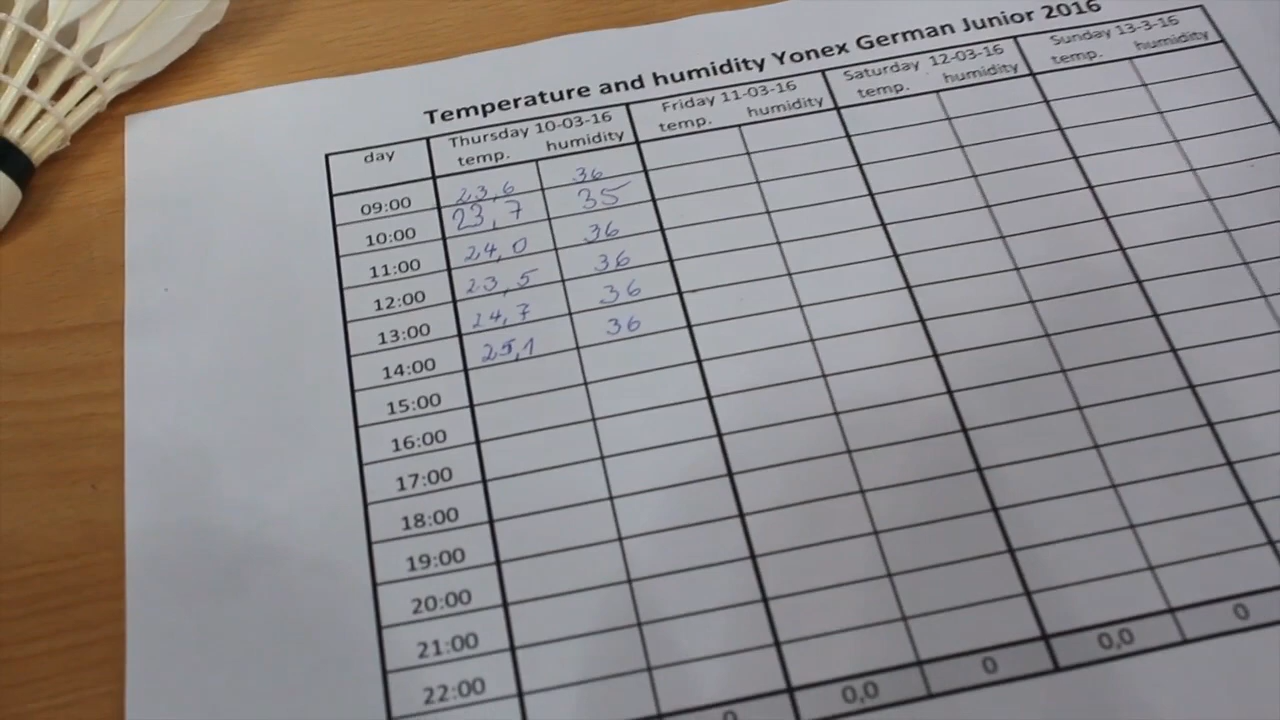 Temperature and humidity Yonex German Junior 2016
day Thursday 10-03-16 Friday 11-03-16 Saturday 12-03-16 Sunday 13-3-16
temp. humidity temp. humidity temp. humidity temp. humidity
09:00 23,6 36
10:00 23,7 35
11:00 24,0 36
12:00 23,5 36
13:00 24,7 36
14:00 25,1 36
15:00
16:00
17:00
18:00
19:00
20:00
21:00
22:00
0 0,0 0 0,0 0